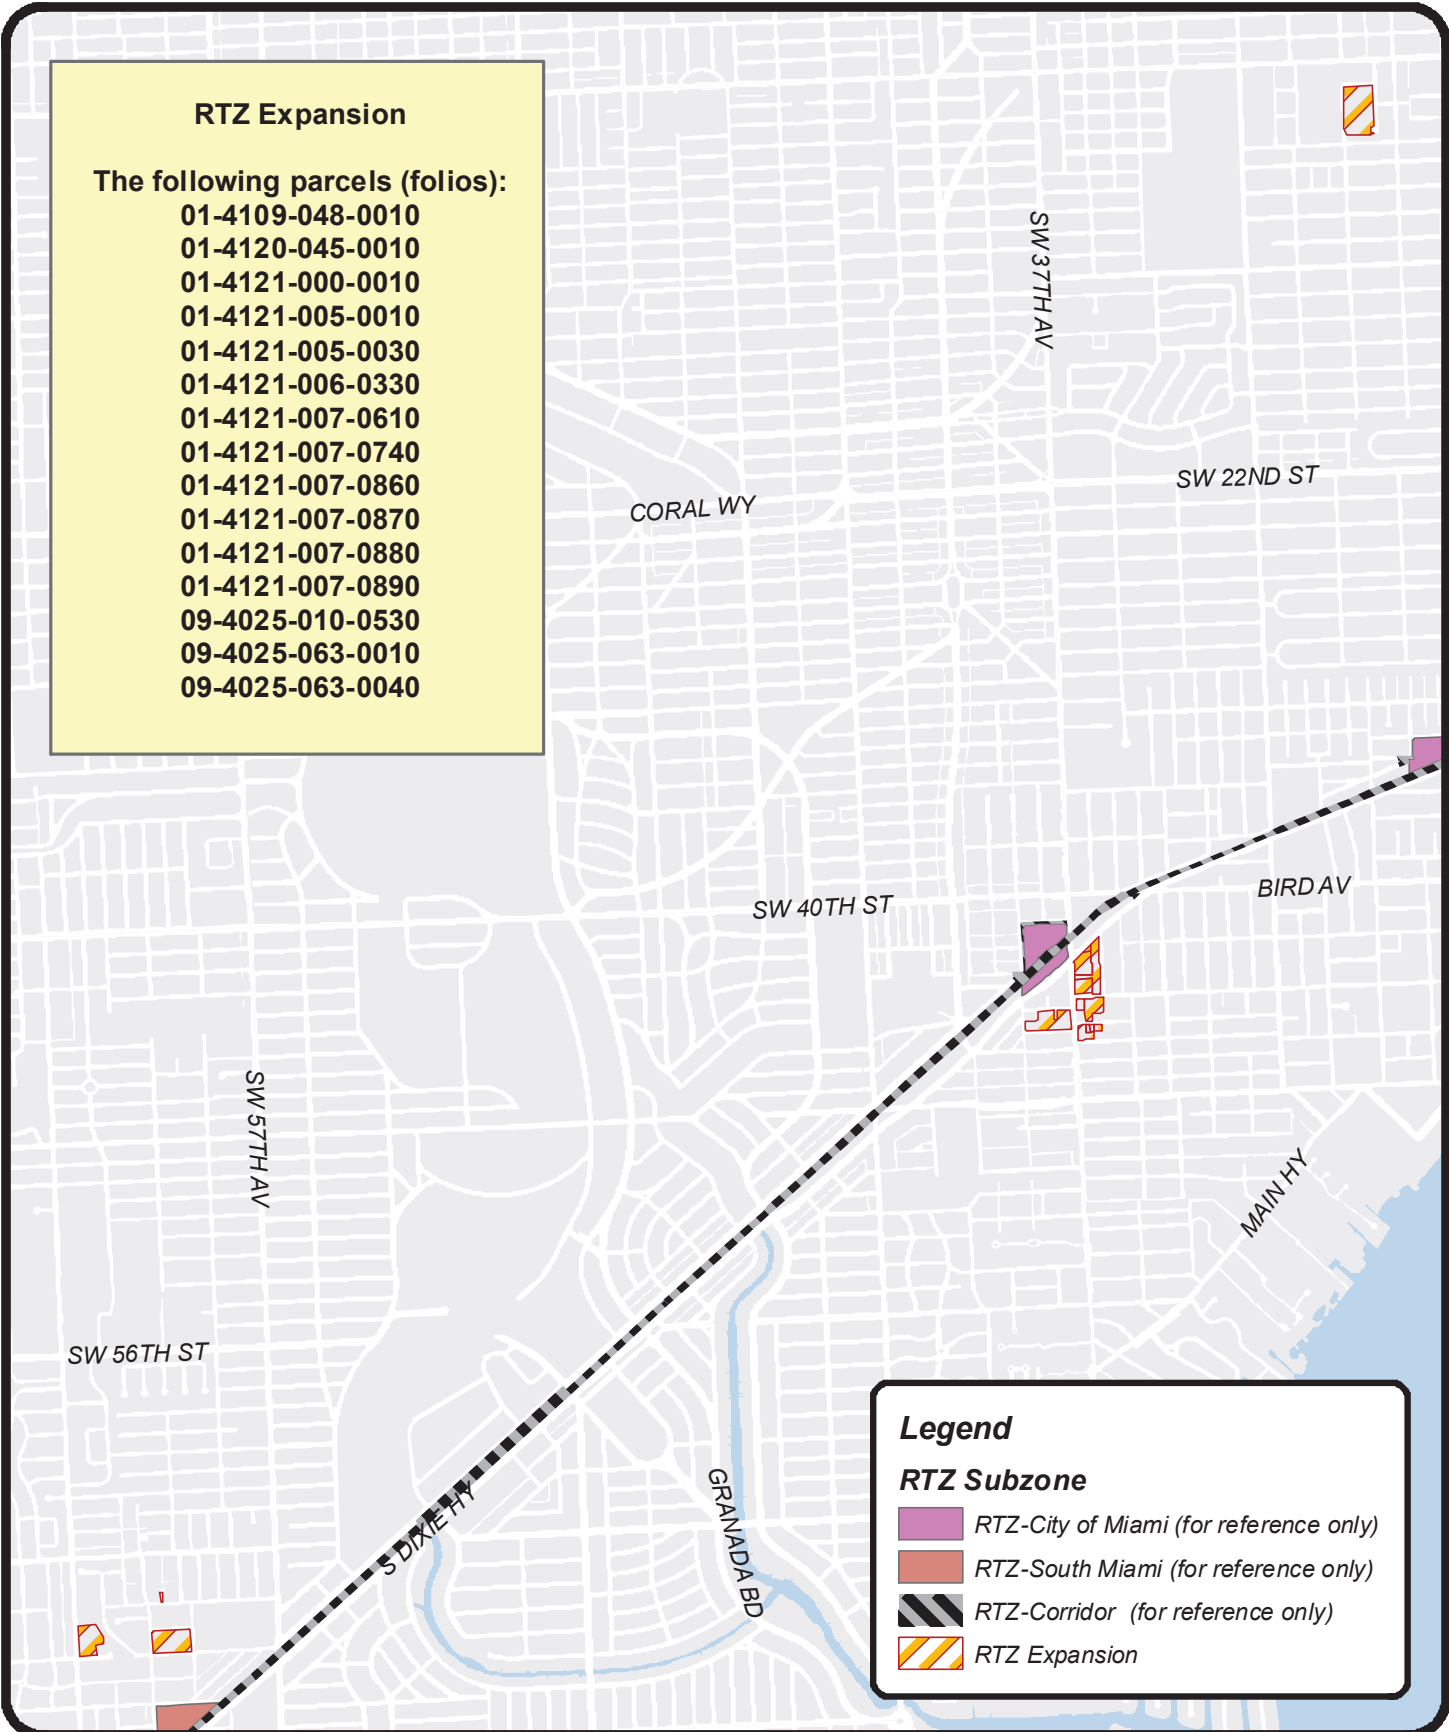 RTZ Expansion
The following parcels (folios):
01-4109-048-0010
01-4120-045-0010
01-4121-000-0010
01-4121-005-0010
01-4121-005-0030
01-4121-006-0330
01-4121-007-0610
01-4121-007-0740
01-4121-007-0860
01-4121-007-0870
01-4121-007-0880
01-4121-007-0890
09-4025-010-0530
09-4025-063-0010
09-4025-063-0040
SW 37TH AV
SW 22ND ST
CORAL WY
SW 40TH ST
BIRD AV
SW 57TH AV
MAIN HY
SW 56TH ST
S DIXIE HY
GRANADA BD
Legend
RTZ Subzone
RTZ-City of Miami (for reference only)
RTZ-South Miami (for reference only)
RTZ-Corridor (for reference only)
RTZ Expansion